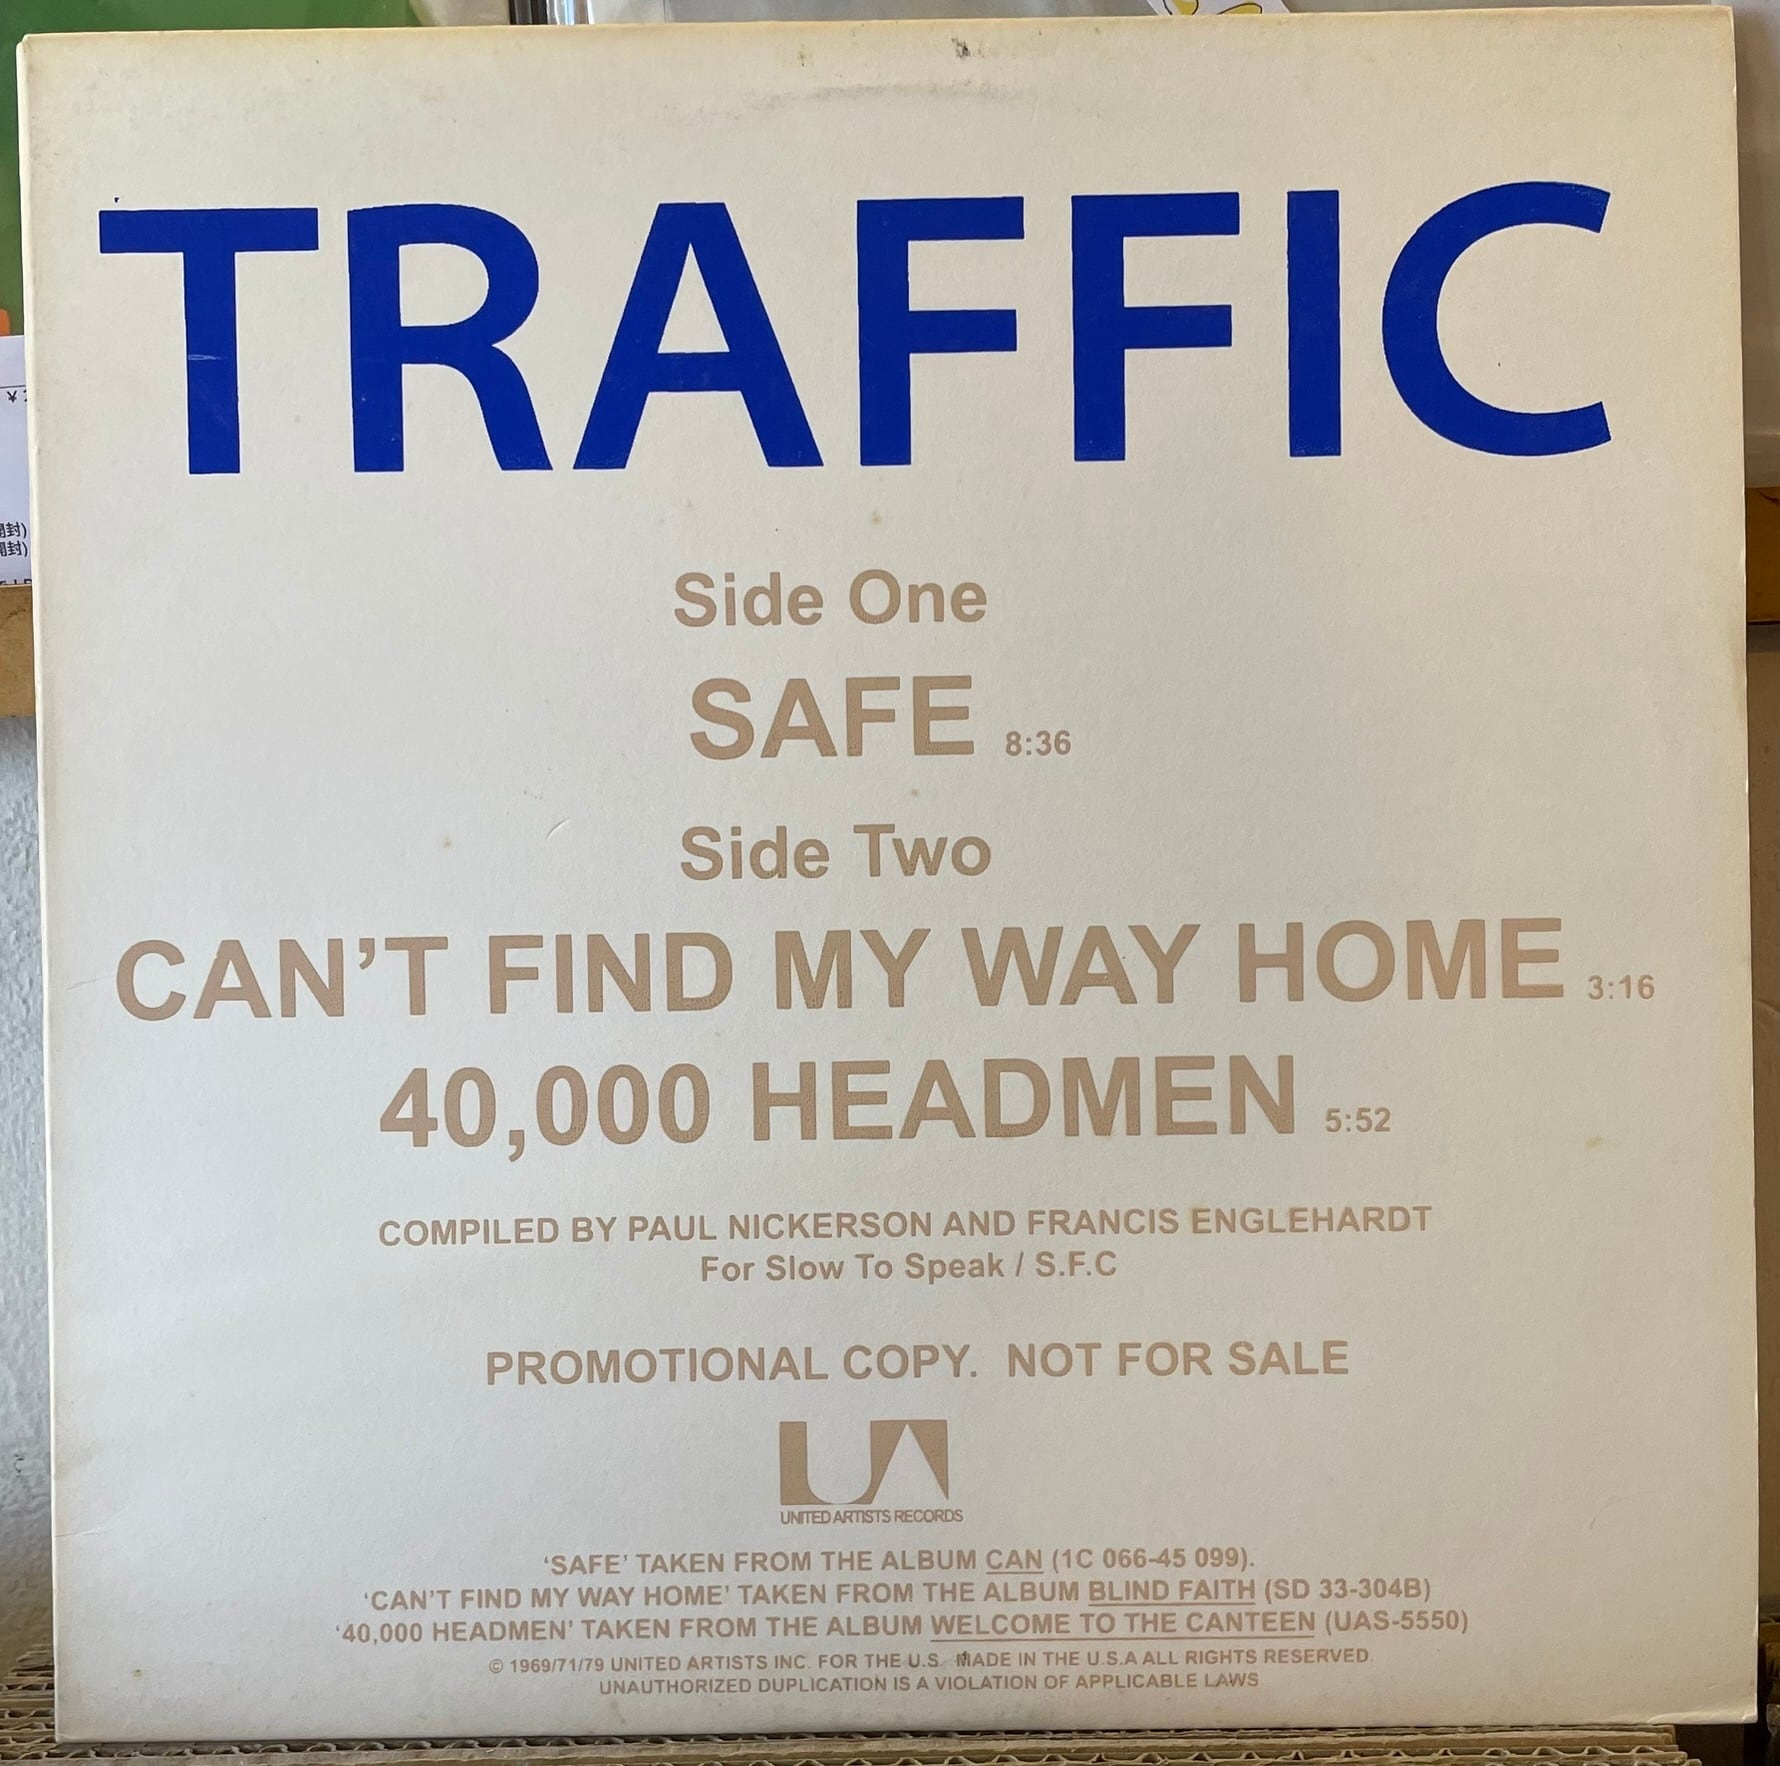 TRAFFIC
Side One
SAFE 8:36
Side Two
CAN'T FIND MY WAY HOME 3:16
40,000 HEADMEN 5:52
COMPILED BY PAUL NICKERSON AND FRANCIS ENGLEHARDT
For Slow To Speak / S.F.C
PROMOTIONAL COPY. NOT FOR SALE
UA
UNITED ARTISTS RECORDS
'SAFE' TAKEN FROM THE ALBUM CAN (1C 066-45 099).
'CAN'T FIND MY WAY HOME' TAKEN FROM THE ALBUM BLIND FAITH (SD 33-304B)
'40,000 HEADMEN' TAKEN FROM THE ALBUM WELCOME TO THE CANTEEN (UAS-5550)
© 1969/71/79 UNITED ARTISTS INC. FOR THE U.S. MADE IN THE U.S.A ALL RIGHTS RESERVED.
UNAUTHORIZED DUPLICATION IS A VIOLATION OF APPLICABLE LAWS
¥
封)
封)